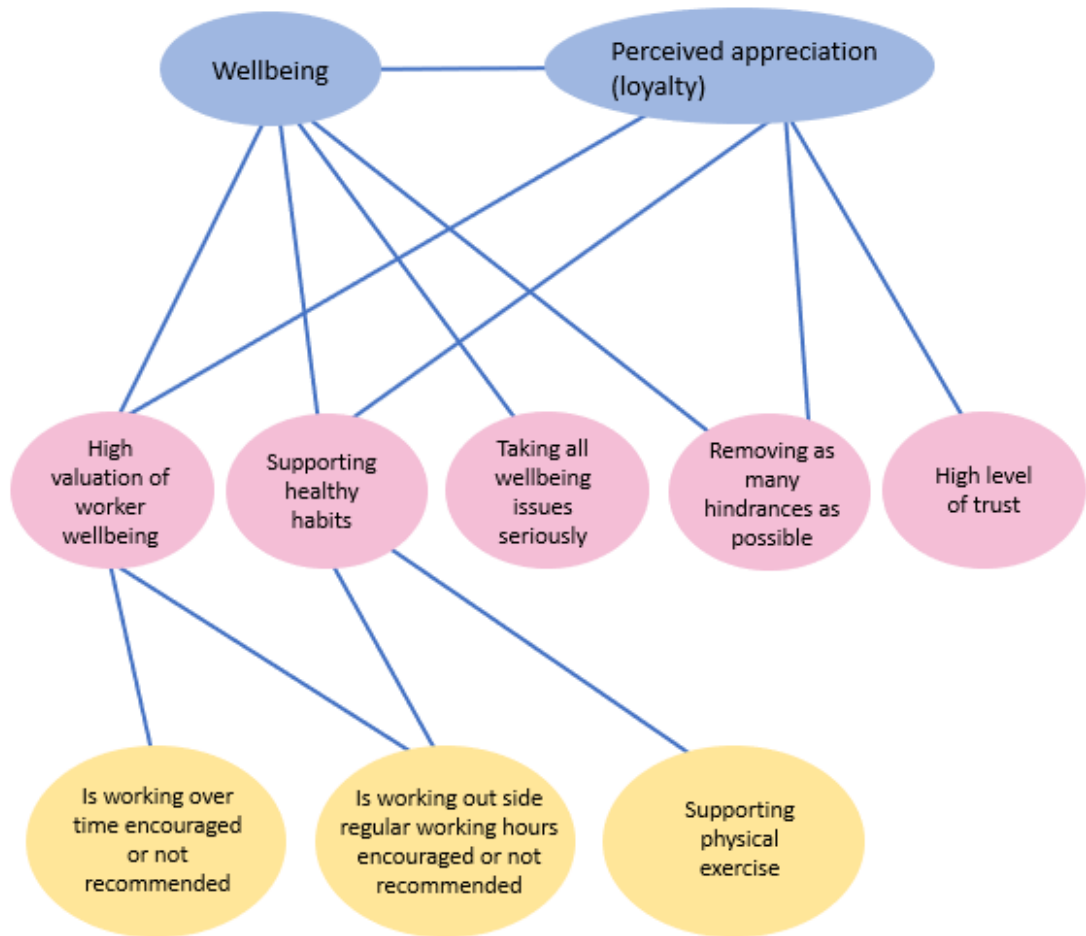 Wellbeing
Perceived appreciation
(loyalty)
High
valuation of
worker
wellbeing
Supporting
healthy
habits
Taking all
wellbeing
issues
seriously
Removing as
many
hindrances as
possible
High level
of trust
Is working over
time encouraged
or not
recommended
Is working out side
regular working hours
encouraged or not
recommended
Supporting
physical
exercise